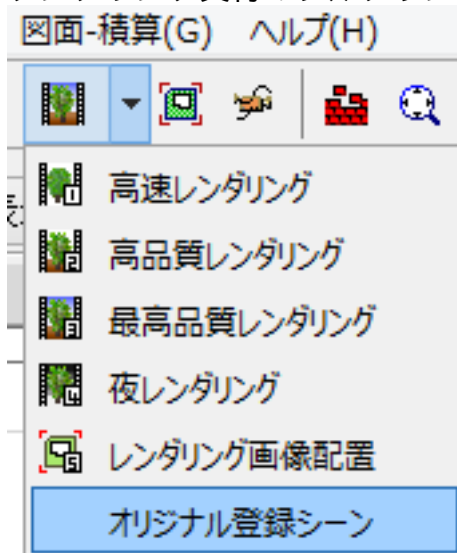 図面-積算(G) ヘルプ(H)
高速レンダリング
高品質レンダリング
最高品質レンダリング
夜レンダリング
レンダリング画像配置
オリジナル登録シーン